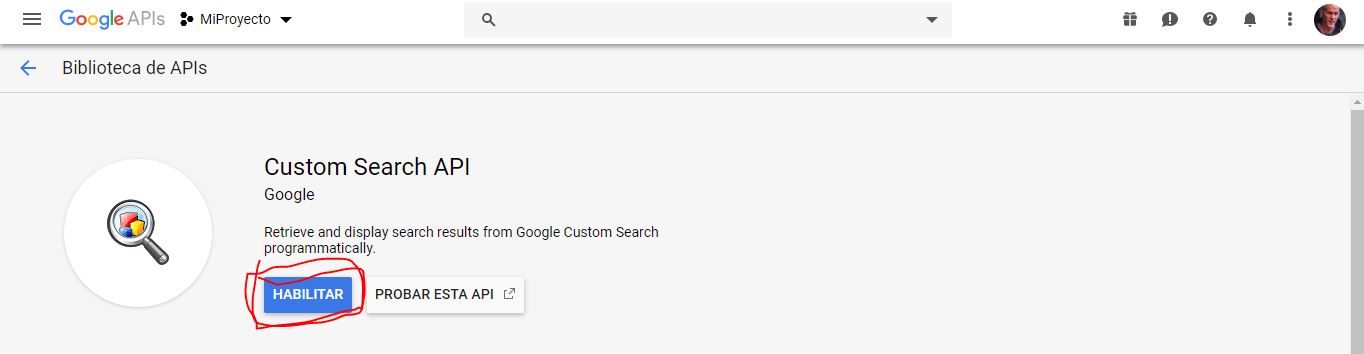 Google APIs MiProyecto
Biblioteca de APIs
Custom Search API
Google
Retrieve and display search results from Google Custom Search
programmatically.
HABILITAR PROBAR ESTA API